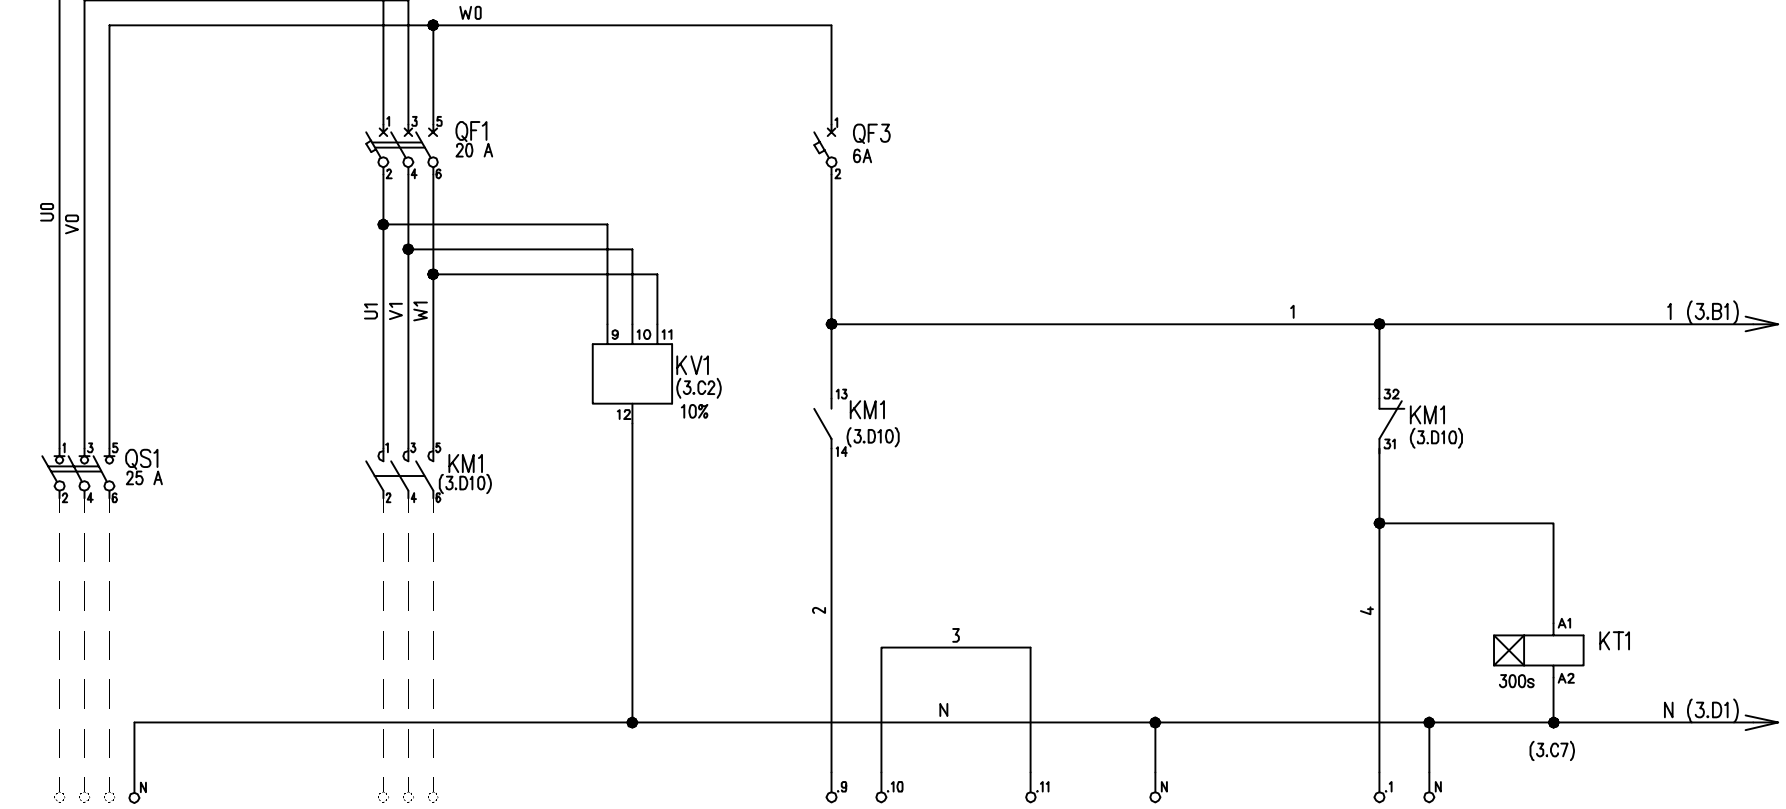 W0
1 3 5
QF1
20 A
2 4 6
1
QF3
6A
2
U0
V0
U1
V1
W1
1
1 (3.B1)
9 10 11
KV1
(3.C2)
10%
12
13
KM1
(3.D10)
14
32
KM1
(3.D10)
31
1 3 5
QS1
25 A
2 4 6
1 3 5
KM1
(3.D10)
2 4 6
2
3
4
A1
KT1
300s
A2
N
N (3.D1)
(3.C7)
N
.9
.10
.11
N
.1
N